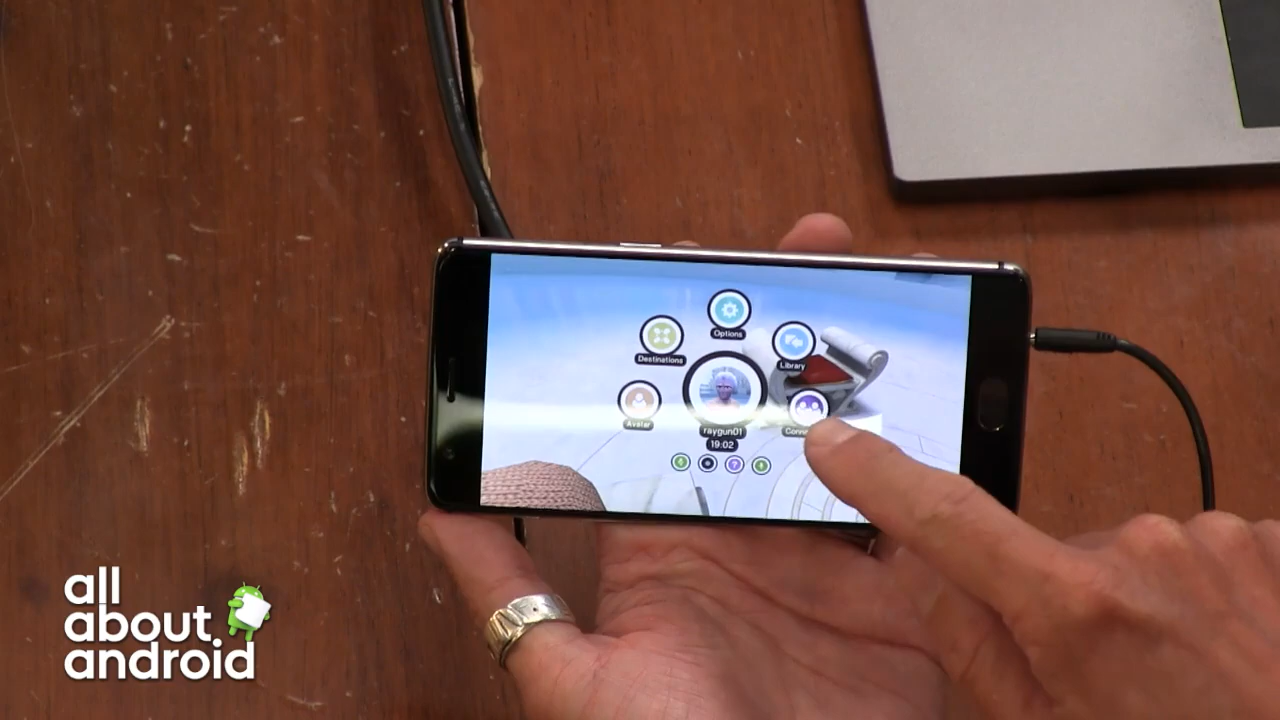 Options
Destinations
Library
Avatar
raygun01
19:02
?
all
about
android